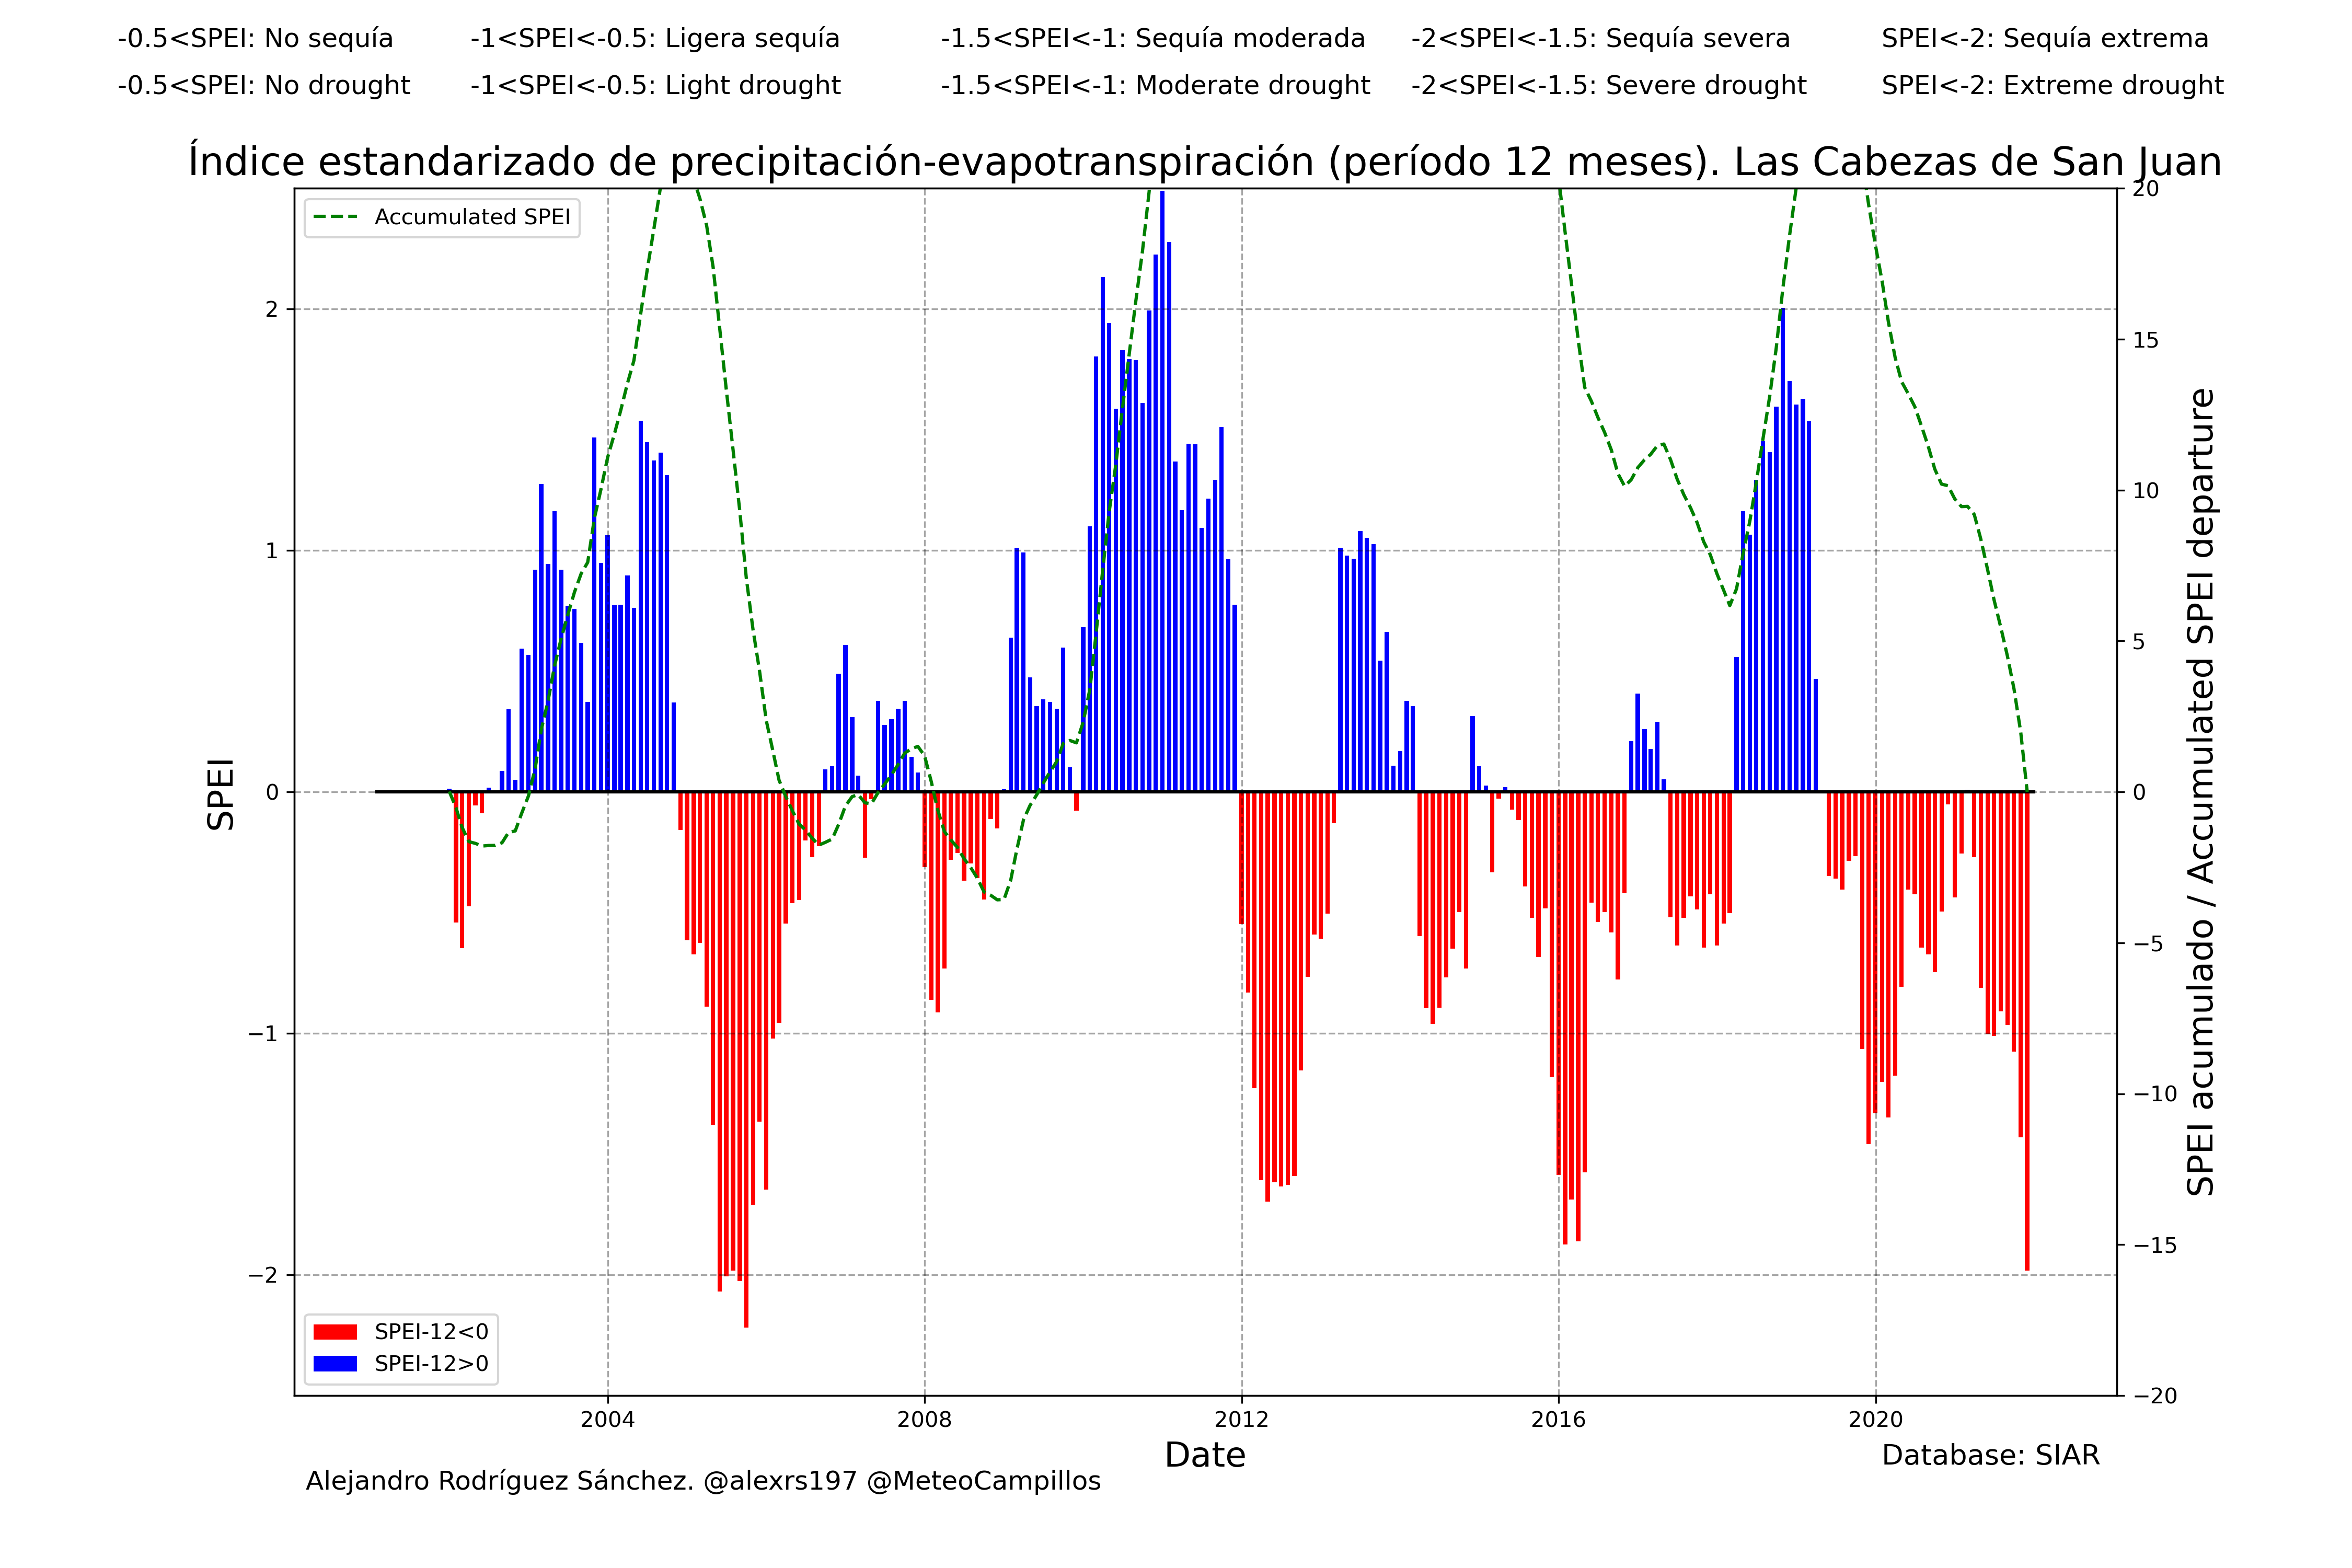 -0.5<SPEI: No sequía -1<SPEI<-0.5: Ligera sequía -1.5<SPEI<-1: Sequía moderada -2<SPEI<-1.5: Sequía severa SPEI<-2: Sequía extrema
-0.5<SPEI: No drought -1<SPEI<-0.5: Light drought -1.5<SPEI<-1: Moderate drought -2<SPEI<-1.5: Severe drought SPEI<-2: Extreme drought
Índice estandarizado de precipitación-evapotranspiración (período 12 meses). Las Cabezas de San Juan
Accumulated SPEI
SPEI
2
1
0
−1
−2
20
15
10
5
0
−5
−10
−15
−20
SPEI acumulado / Accumulated SPEI departure
SPEI-12<0
SPEI-12>0
2004 2008 2012 2016 2020
Date
Database: SIAR
Alejandro Rodríguez Sánchez. @alexrs197 @MeteoCampillos